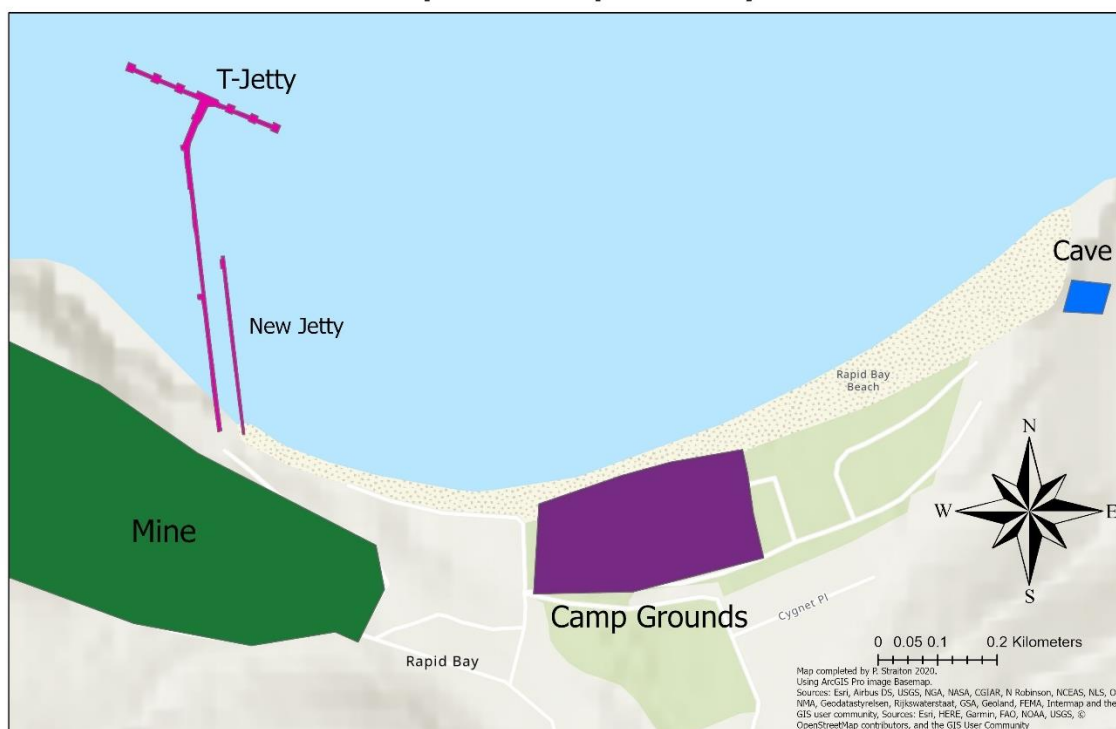 T-Jetty
Cave
New Jetty
Rapid Bay
Beach
N
W
E
S
Mine
Camp Grounds
Cygnet Pl
Rapid Bay
0 0.05 0.1 0.2 Kilometers
Map completed by P. Straiton 2020.
Using ArcGIS Pro image Basemap.
Sources: Esri, Airbus DS, USGS, NGA, NASA, CGIAR, N Robinson, NCEAS, NLS, O
NMA, Geodatastyrelsen, Rijkswaterstaat, GSA, Geoland, FEMA, Intermap and the
GIS user community, Sources: Esri, HERE, Garmin, FAO, NOAA, USGS, ©
OpenStreetMap contributors, and the GIS User Community